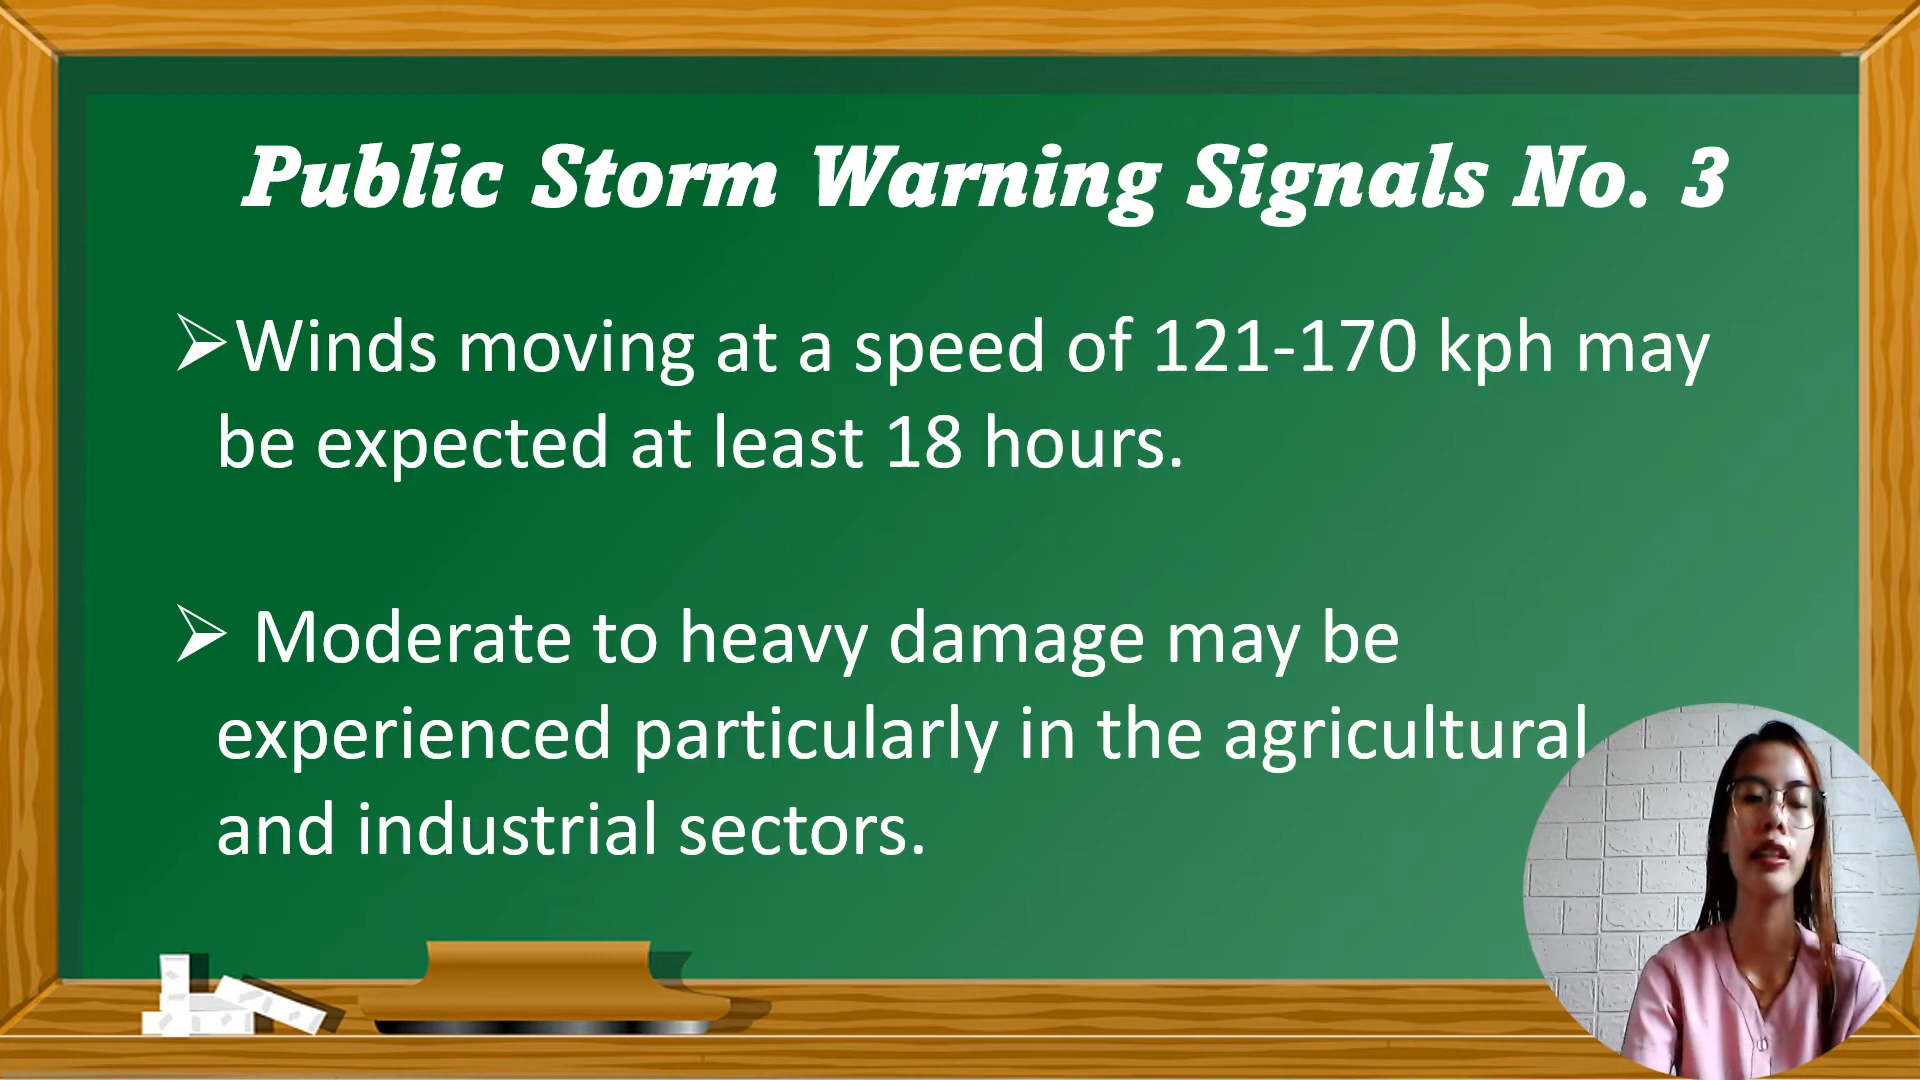 Public Storm Warning Signals No. 3
Winds moving at a speed of 121-170 kph may
be expected at least 18 hours.
Moderate to heavy damage may be
experienced particularly in the agricultural
and industrial sectors.